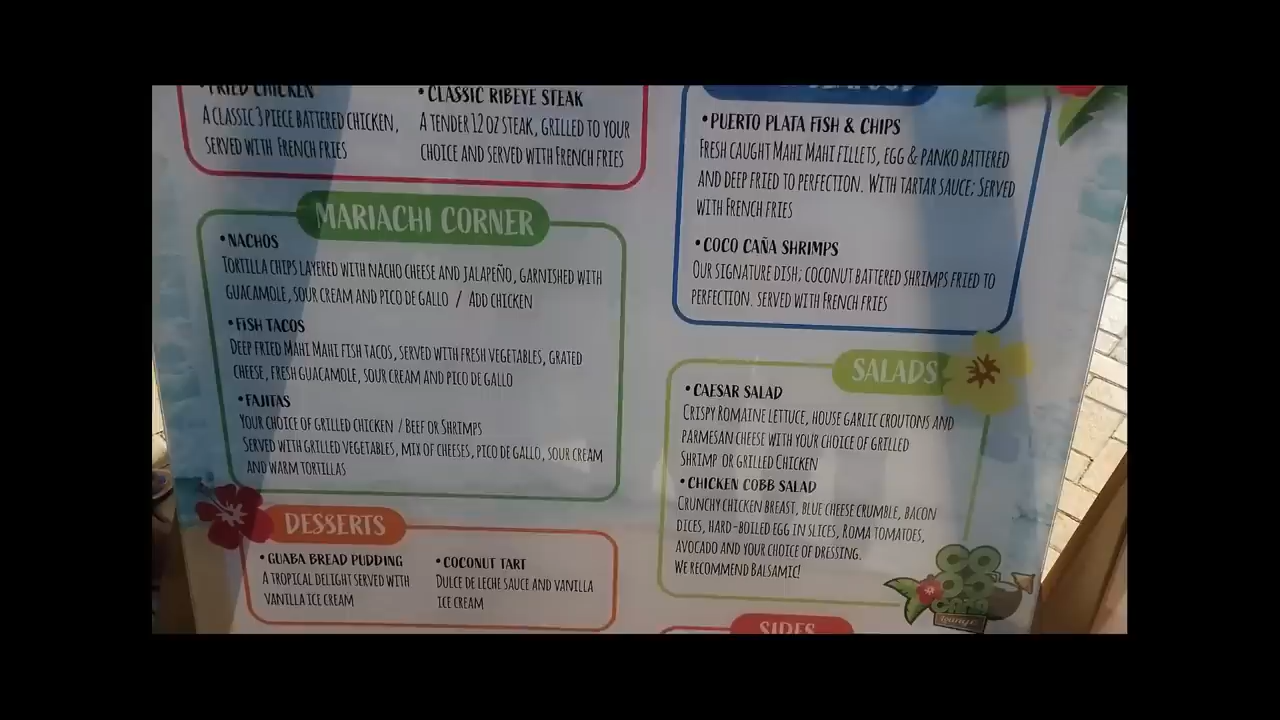 •FRIED CHICKEN
A CLASSIC 3 PIECE BATTERED CHICKEN,
SERVED WITH FRENCH FRIES
•CLASSIC RIBEYE STEAK
A TENDER 12 OZ STEAK, GRILLED TO YOUR
CHOICE AND SERVED WITH FRENCH FRIES
MARIACHI CORNER
•NACHOS
TORTILLA CHIPS LAYERED WITH NACHO CHEESE AND JALAPEÑO, GARNISHED WITH
GUACAMOLE, SOUR CREAM AND PICO DE GALLO / ADD CHICKEN
•FISH TACOS
DEEP FRIED MAHI MAHI FISH TACOS, SERVED WITH FRESH VEGETABLES, GRATED
CHEESE, FRESH GUACAMOLE, SOUR CREAM AND PICO DE GALLO
•FAJITAS
YOUR CHOICE OF GRILLED CHICKEN / BEEF OR SHRIMPS
SERVED WITH GRILLED VEGETABLES, MIX OF CHEESES, PICO DE GALLO, SOUR CREAM
AND WARM TORTILLAS
DESSERTS
•GUABA BREAD PUDDING
A TROPICAL DELIGHT SERVED WITH
VANILLA ICE CREAM
•COCONUT TART
DULCE DE LECHE SAUCE AND VANILLA
ICE CREAM
•PUERTO PLATA FISH & CHIPS
FRESH CAUGHT MAHI MAHI FILLETS, EGG & PANKO BATTERED
AND DEEP FRIED TO PERFECTION. WITH TARTAR SAUCE; SERVED
WITH FRENCH FRIES
•COCO CAÑA SHRIMPS
OUR SIGNATURE DISH; COCONUT BATTERED SHRIMPS FRIED TO
PERFECTION. SERVED WITH FRENCH FRIES
SALADS
•CAESAR SALAD
CRISPY ROMAINE LETTUCE, HOUSE GARLIC CROUTONS AND
PARMESAN CHEESE WITH YOUR CHOICE OF GRILLED
SHRIMP OR GRILLED CHICKEN
•CHICKEN COBB SALAD
CRUNCHY CHICKEN BREAST, BLUE CHEESE CRUMBLE, BACON
DICES, HARD-BOILED EGG IN SLICES, ROMA TOMATOES,
AVOCADO AND YOUR CHOICE OF DRESSING.
WE RECOMMEND BALSAMIC!
COCO
CAÑA
Lounge
SIDES